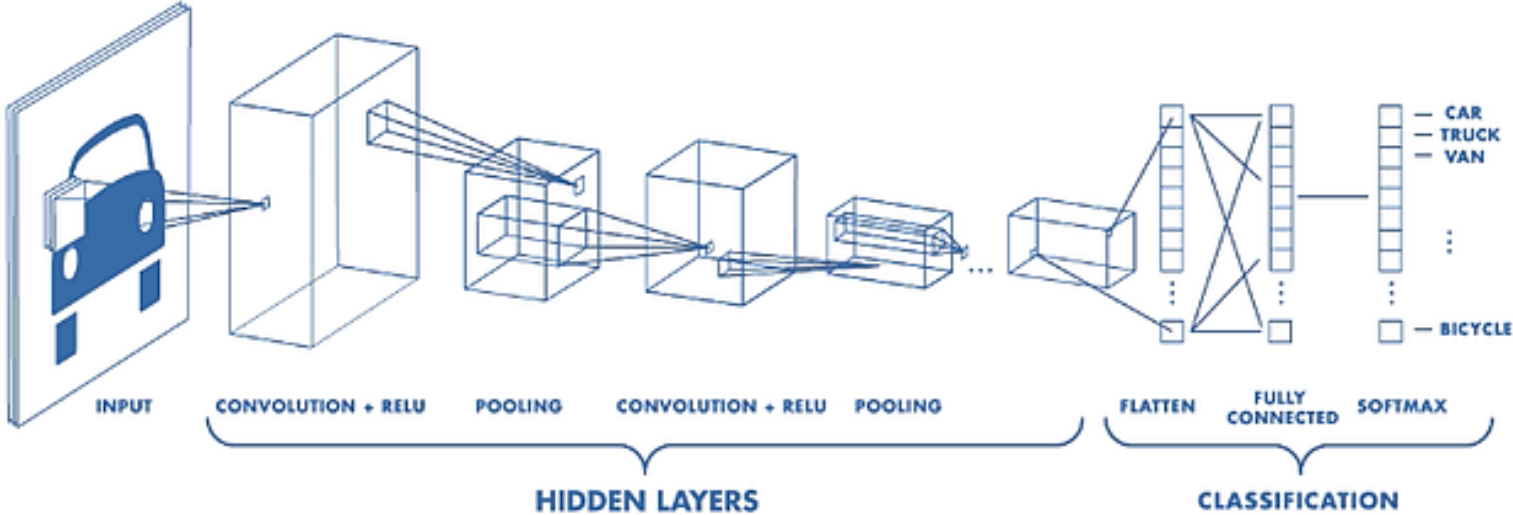 CAR
TRUCK
VAN
BICYCLE
INPUT
CONVOLUTION + RELU
POOLING
CONVOLUTION + RELU
POOLING
FLATTEN
FULLY
CONNECTED
SOFTMAX
HIDDEN LAYERS
CLASSIFICATION